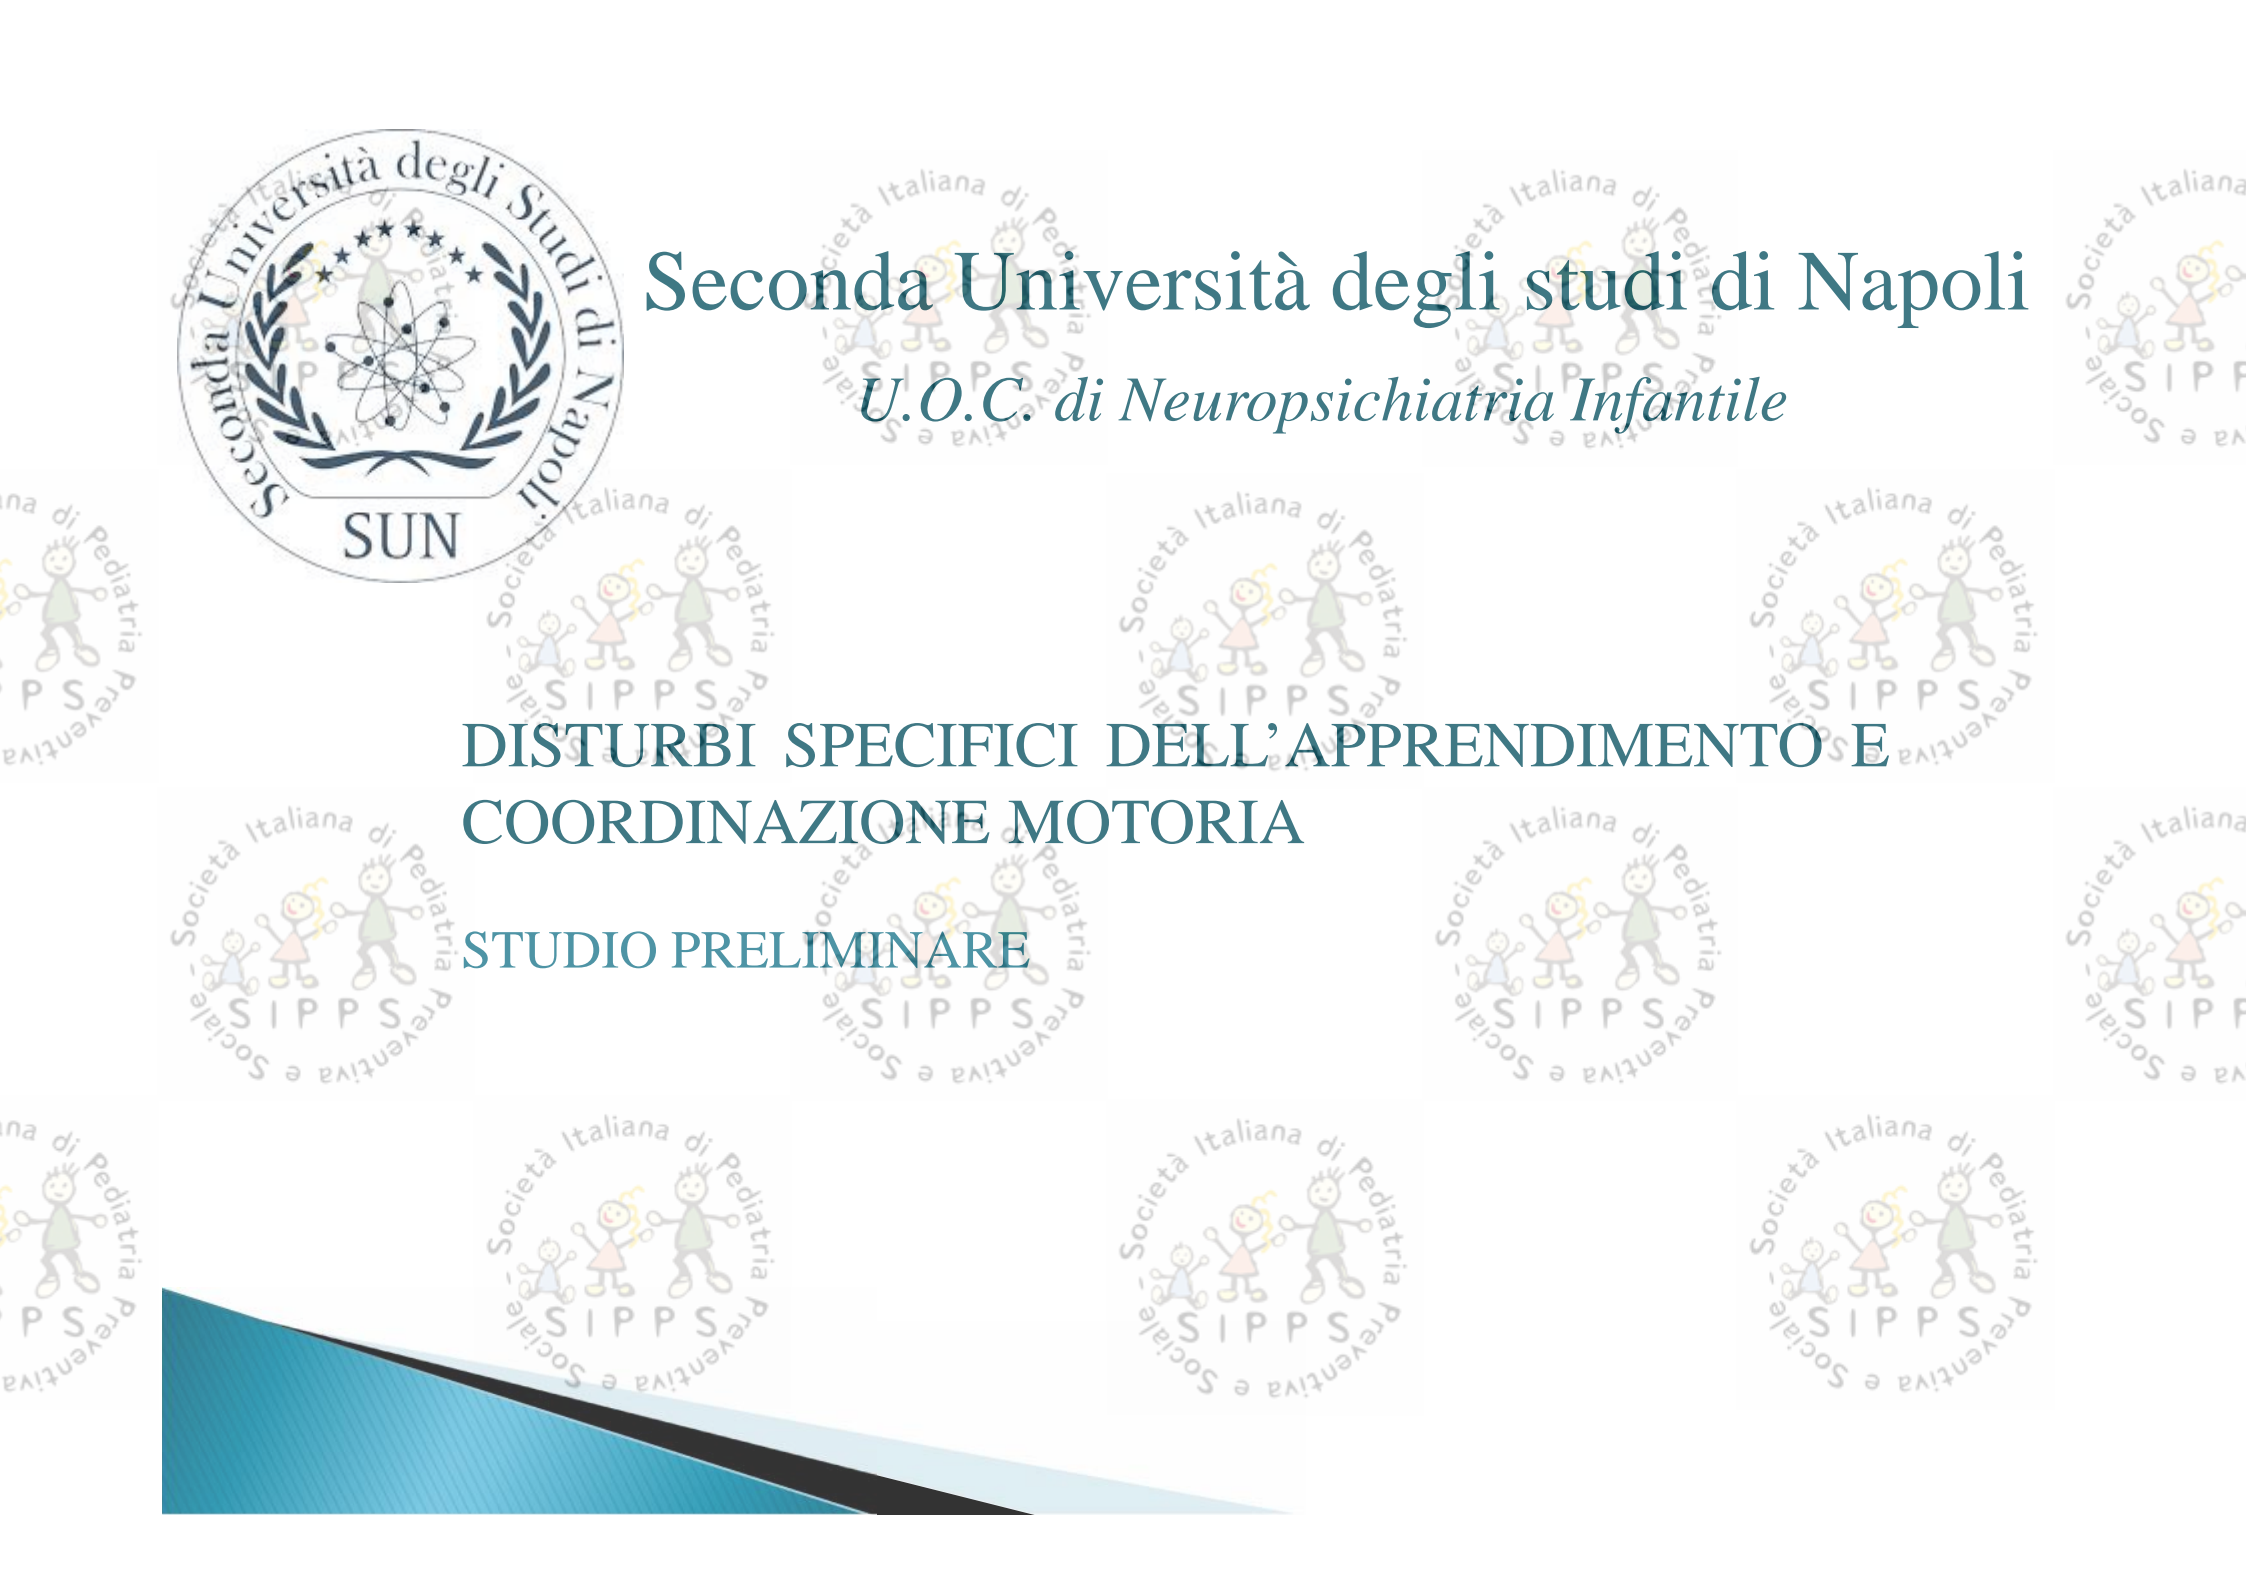 Seconda Università degli Studi di Napoli
SUN
Seconda Università degli studi di Napoli
U.O.C. di Neuropsichiatria Infantile
DISTURBI SPECIFICI DELL'APPRENDIMENTO E
COORDINAZIONE MOTORIA
STUDIO PRELIMINARE
Società Italiana di Pediatria Preventiva e Sociale -
SIPPS